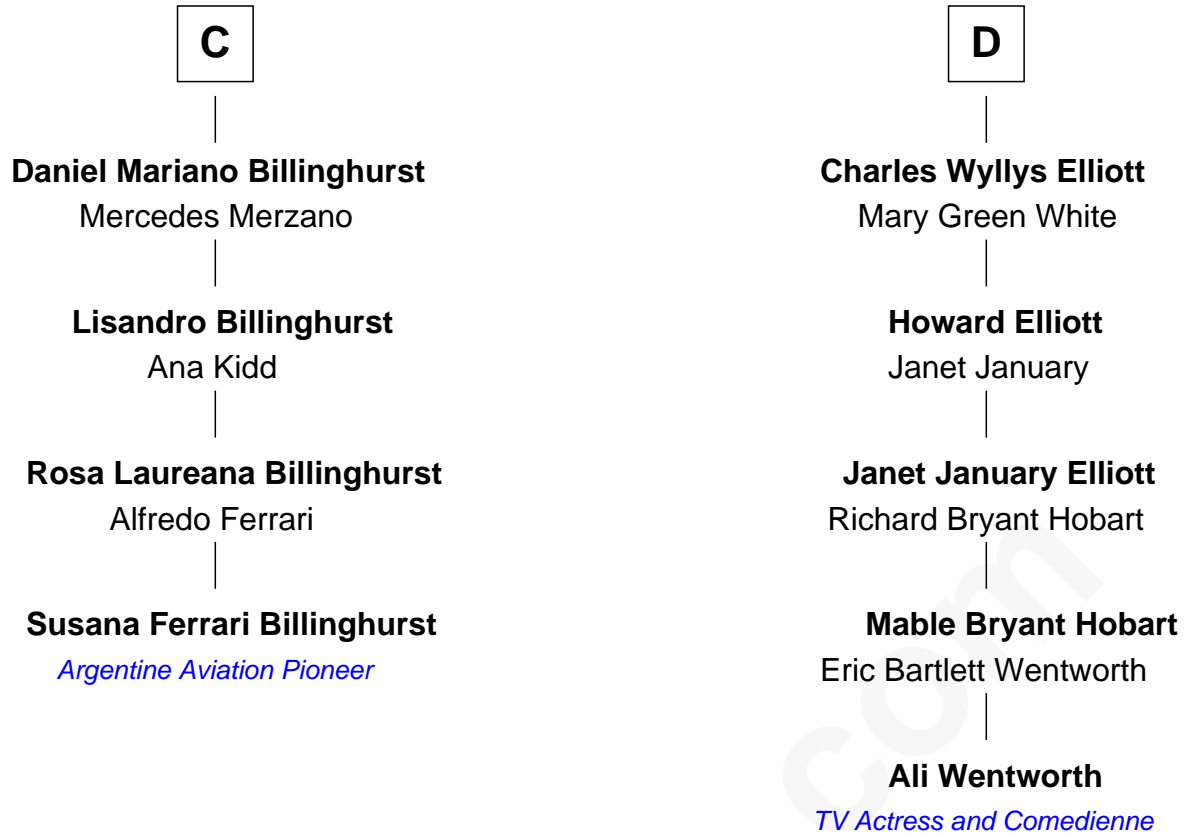 C
Daniel Mariano Billinghurst
Mercedes Merzano
Lisandro Billinghurst
Ana Kidd
Rosa Laureana Billinghurst
Alfredo Ferrari
Susana Ferrari Billinghurst
Argentine Aviation Pioneer
D
Charles Wyllys Elliott
Mary Green White
Howard Elliott
Janet January
Janet January Elliott
Richard Bryant Hobart
Mable Bryant Hobart
Eric Bartlett Wentworth
Ali Wentworth
TV Actress and Comedienne
com